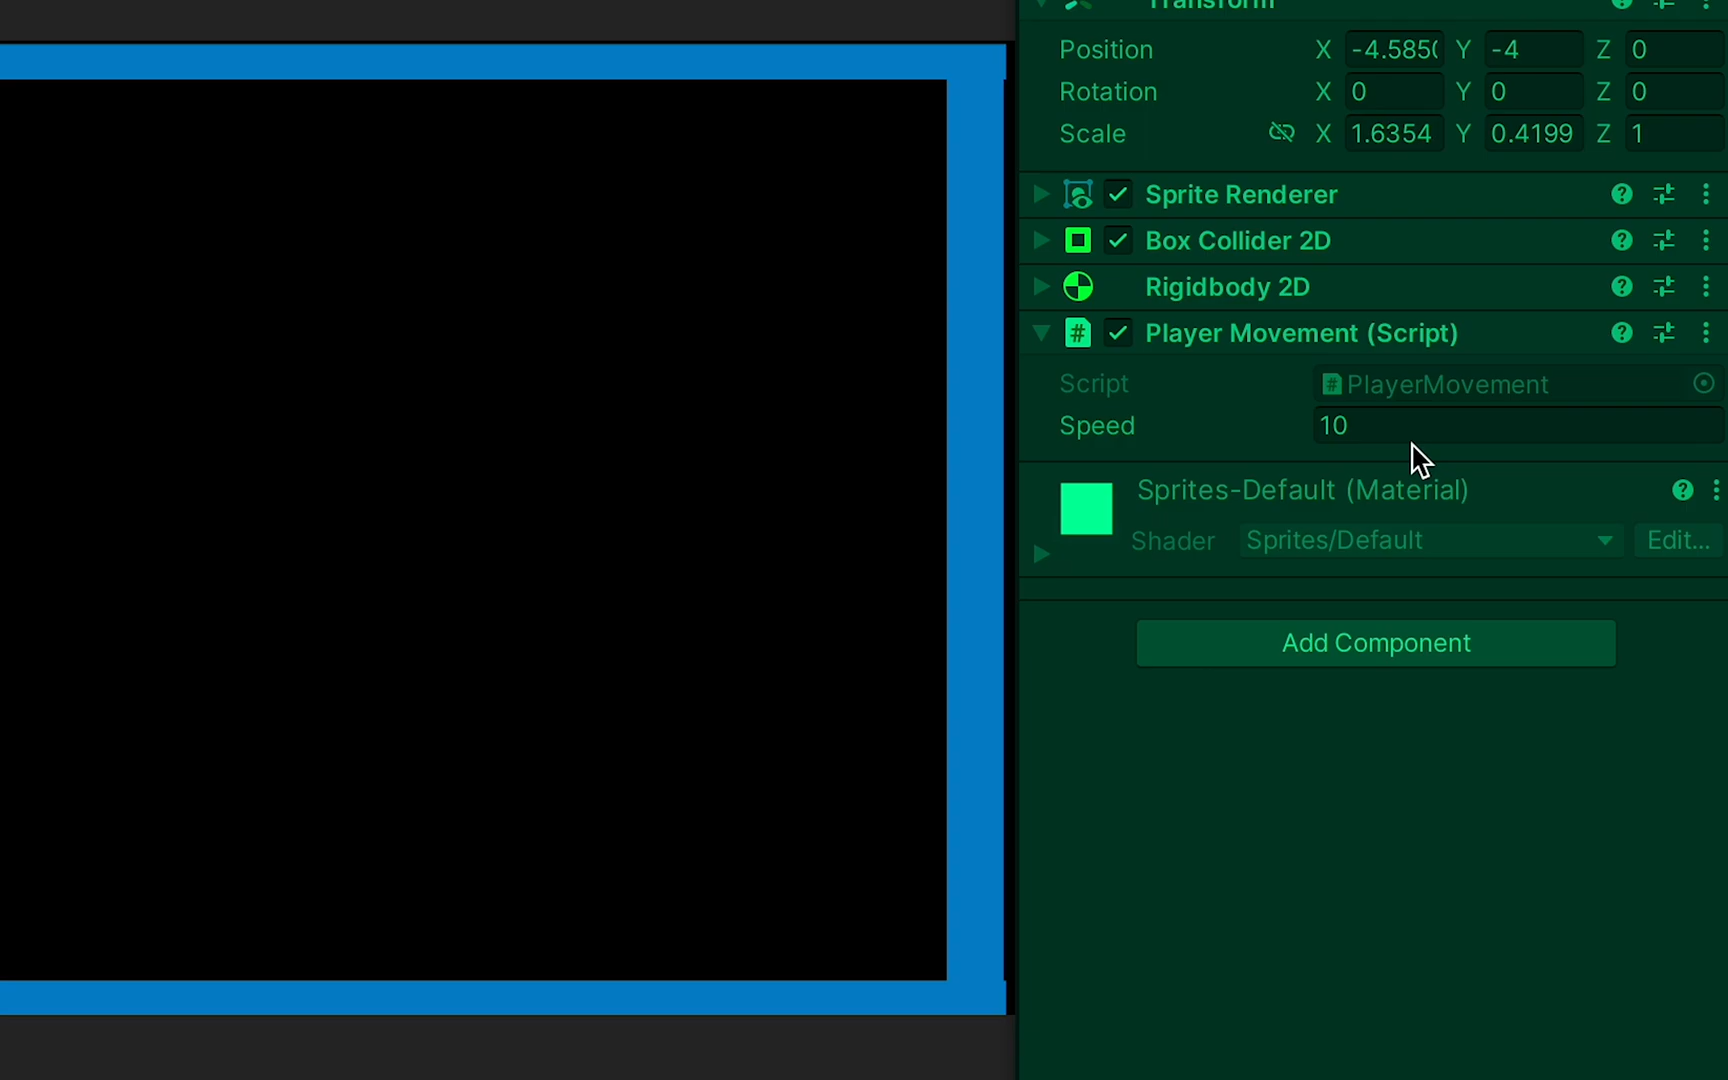 Transform
Position X -4.585( Y -4 Z 0
Rotation X 0 Y 0 Z 0
Scale X 1.6354 Y 0.4199 Z 1
Sprite Renderer
Box Collider 2D
Rigidbody 2D
# Player Movement (Script)
Script # PlayerMovement
Speed 10
Sprites-Default (Material)
Shader Sprites/Default Edit...
Add Component